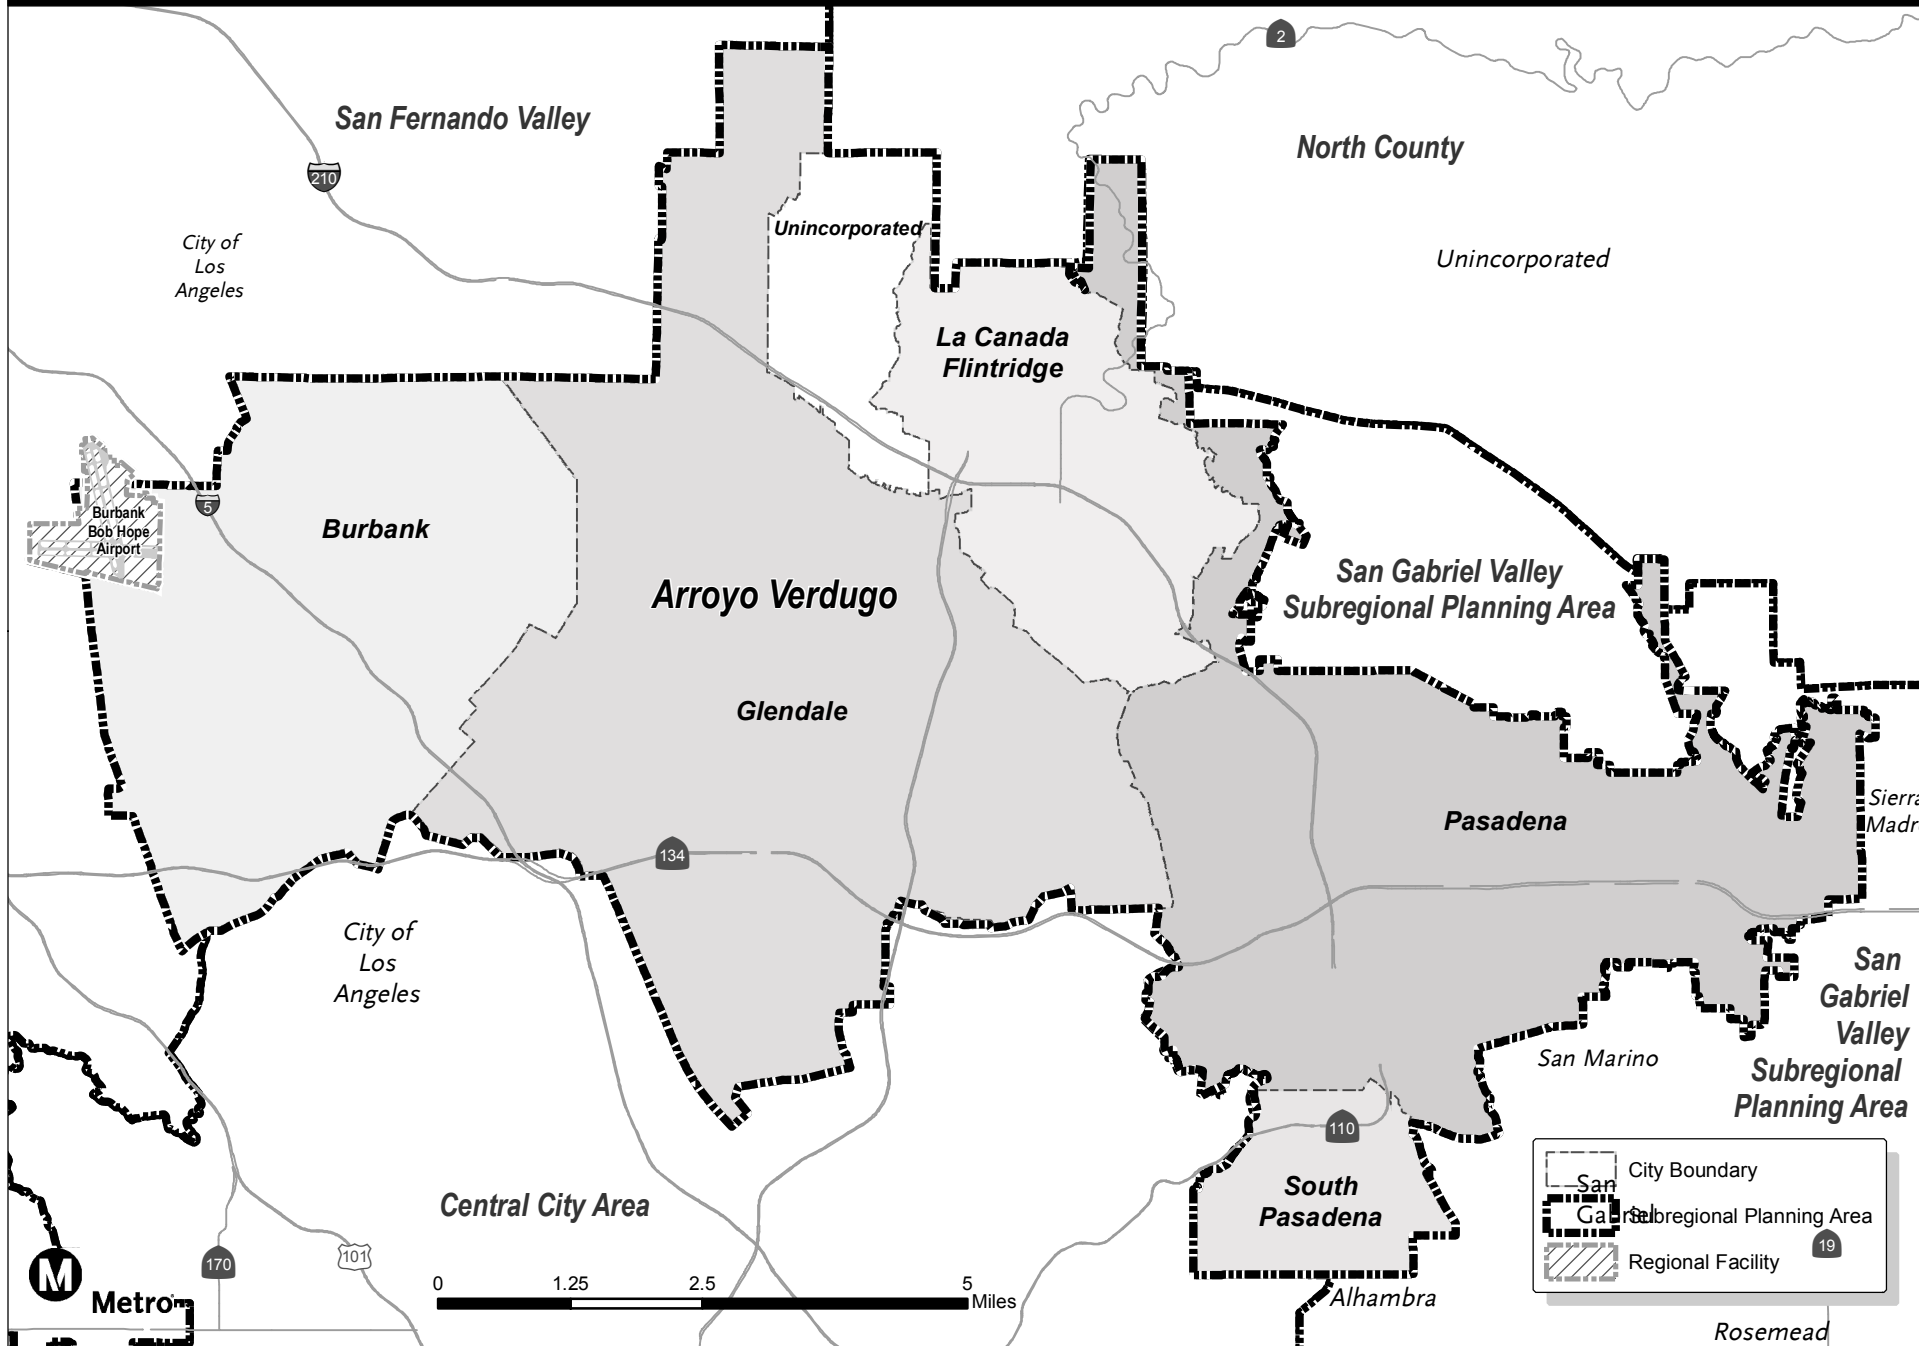 2
San Fernando Valley
North County
210
Unincorporated
City of
Los
Angeles
Unincorporated
La Canada
Flintridge
5
Burbank
Bob Hope
Airport
Burbank
Arroyo Verdugo
San Gabriel Valley
Subregional Planning Area
Glendale
Pasadena
Sierra
Madr
134
City of
Los
Angeles
San
Gabriel
Valley
Subregional
Planning Area
San Marino
110
South
Pasadena
Central City Area
City Boundary
San
Gabriel
Subregional Planning Area
19
Regional Facility
170
101
M
Metro
0 1.25 2.5 5
Miles
Alhambra
Rosemead